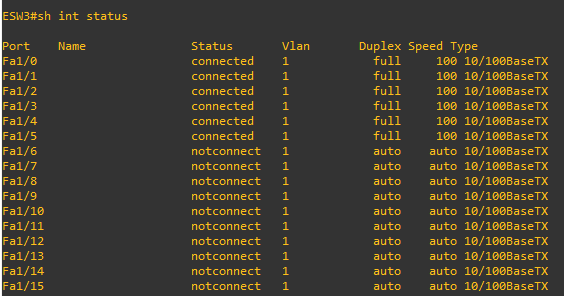 ESW3#sh int status
Port Name Status Vlan Duplex Speed Type
Fa1/0 connected 1 full 100 10/100BaseTX
Fa1/1 connected 1 full 100 10/100BaseTX
Fa1/2 connected 1 full 100 10/100BaseTX
Fa1/3 connected 1 full 100 10/100BaseTX
Fa1/4 connected 1 full 100 10/100BaseTX
Fa1/5 connected 1 full 100 10/100BaseTX
Fa1/6 notconnect 1 auto auto 10/100BaseTX
Fa1/7 notconnect 1 auto auto 10/100BaseTX
Fa1/8 notconnect 1 auto auto 10/100BaseTX
Fa1/9 notconnect 1 auto auto 10/100BaseTX
Fa1/10 notconnect 1 auto auto 10/100BaseTX
Fa1/11 notconnect 1 auto auto 10/100BaseTX
Fa1/12 notconnect 1 auto auto 10/100BaseTX
Fa1/13 notconnect 1 auto auto 10/100BaseTX
Fa1/14 notconnect 1 auto auto 10/100BaseTX
Fa1/15 notconnect 1 auto auto 10/100BaseTX